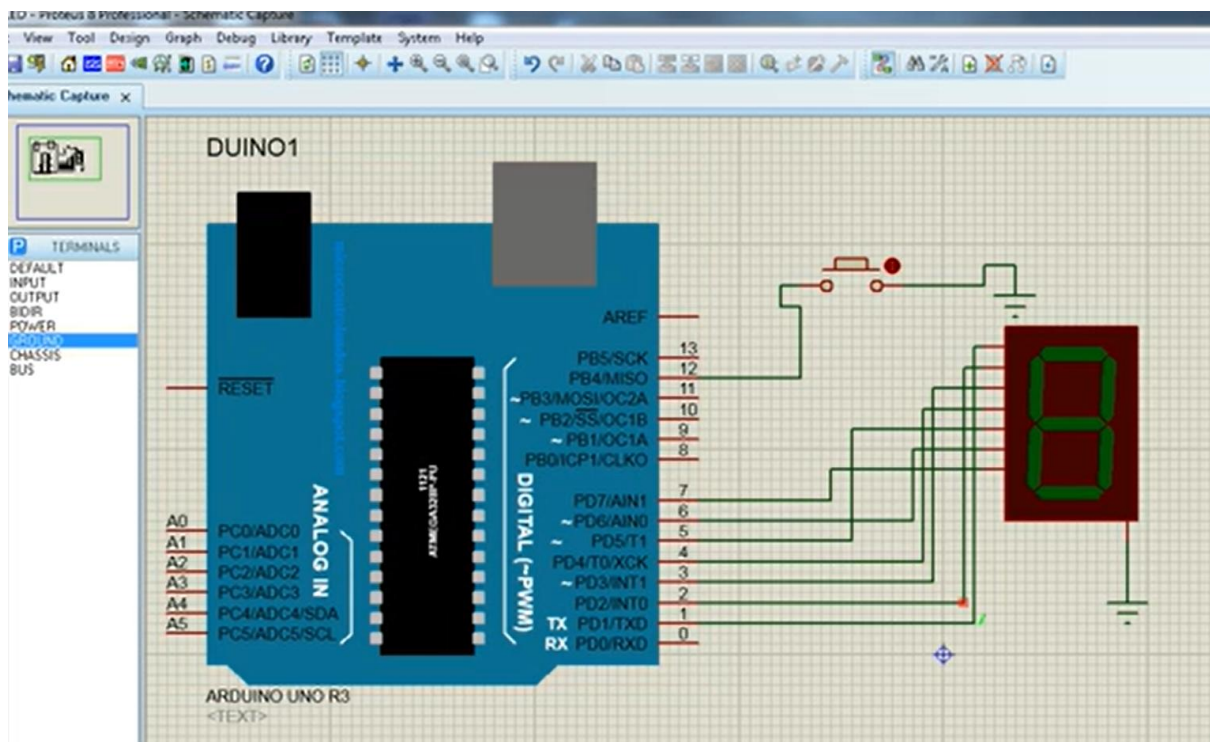 ED - Proteus 8 Professional - Schematic Capture
View Tool Design Graph Debug Library Template System Help
hematic Capture x
TERMINALS
DEFAULT
INPUT
OUTPUT
BIDIR
POWER
GROUND
CHASSIS
BUS
DUINO1
AREF
PB5/SCK 13
PB4/MISO 12
~PB3/MOSI/OC2A 11
~ PB2/SS/OC1B 10
~ PB1/OC1A 9
PB0/ICP1/CLKO 8
PD7/AIN1 7
~PD6/AIN0 6
~ PD5/T1 5
PD4/T0/XCK 4
~PD3/INT1 3
PD2/INT0 2
TX PD1/TXD 1
RX PD0/RXD 0
DIGITAL (~PWM)
RESET
ANALOG IN
A0 PC0/ADC0
A1 PC1/ADC1
A2 PC2/ADC2
A3 PC3/ADC3
A4 PC4/ADC4/SDA
A5 PC5/ADC5/SCL
ARDUINO UNO R3
<TEXT>